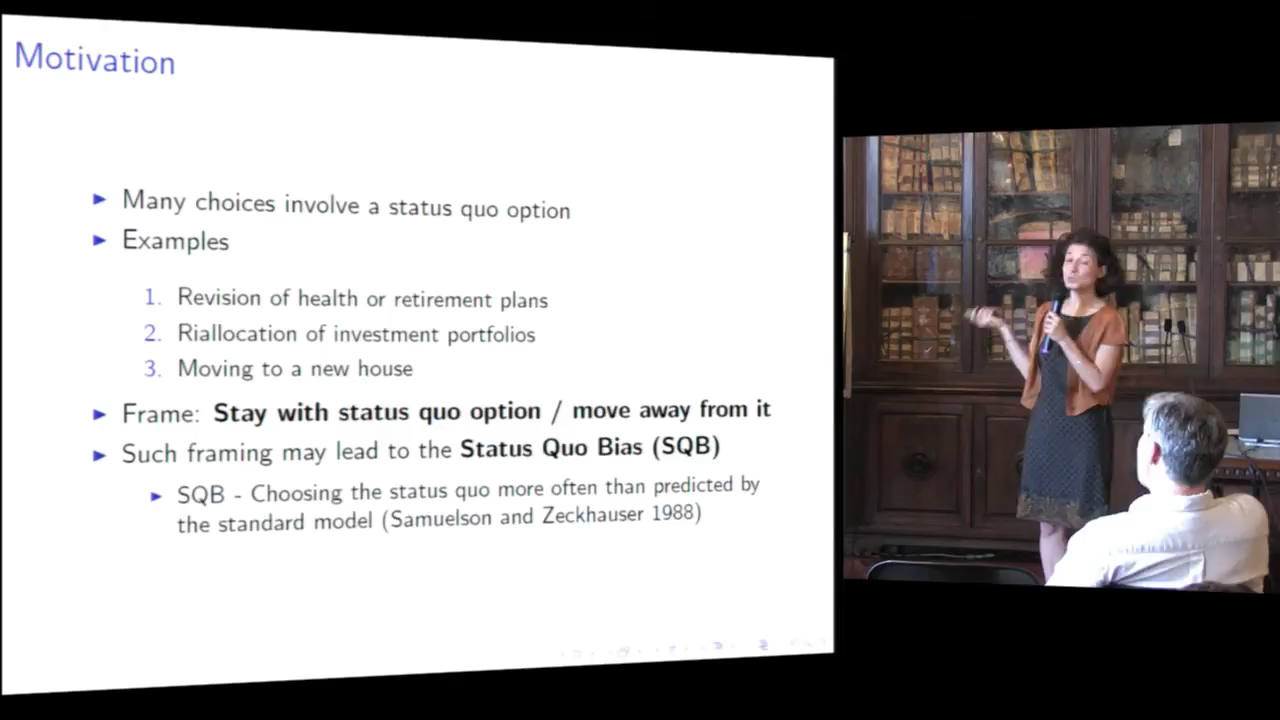 Motivation
▶ Many choices involve a status quo option
▶ Examples
1. Revision of health or retirement plans
2. Riallocation of investment portfolios
3. Moving to a new house
▶ Frame: Stay with status quo option / move away from it
▶ Such framing may lead to the Status Quo Bias (SQB)
▶ SQB - Choosing the status quo more often than predicted by
the standard model (Samuelson and Zeckhauser 1988)